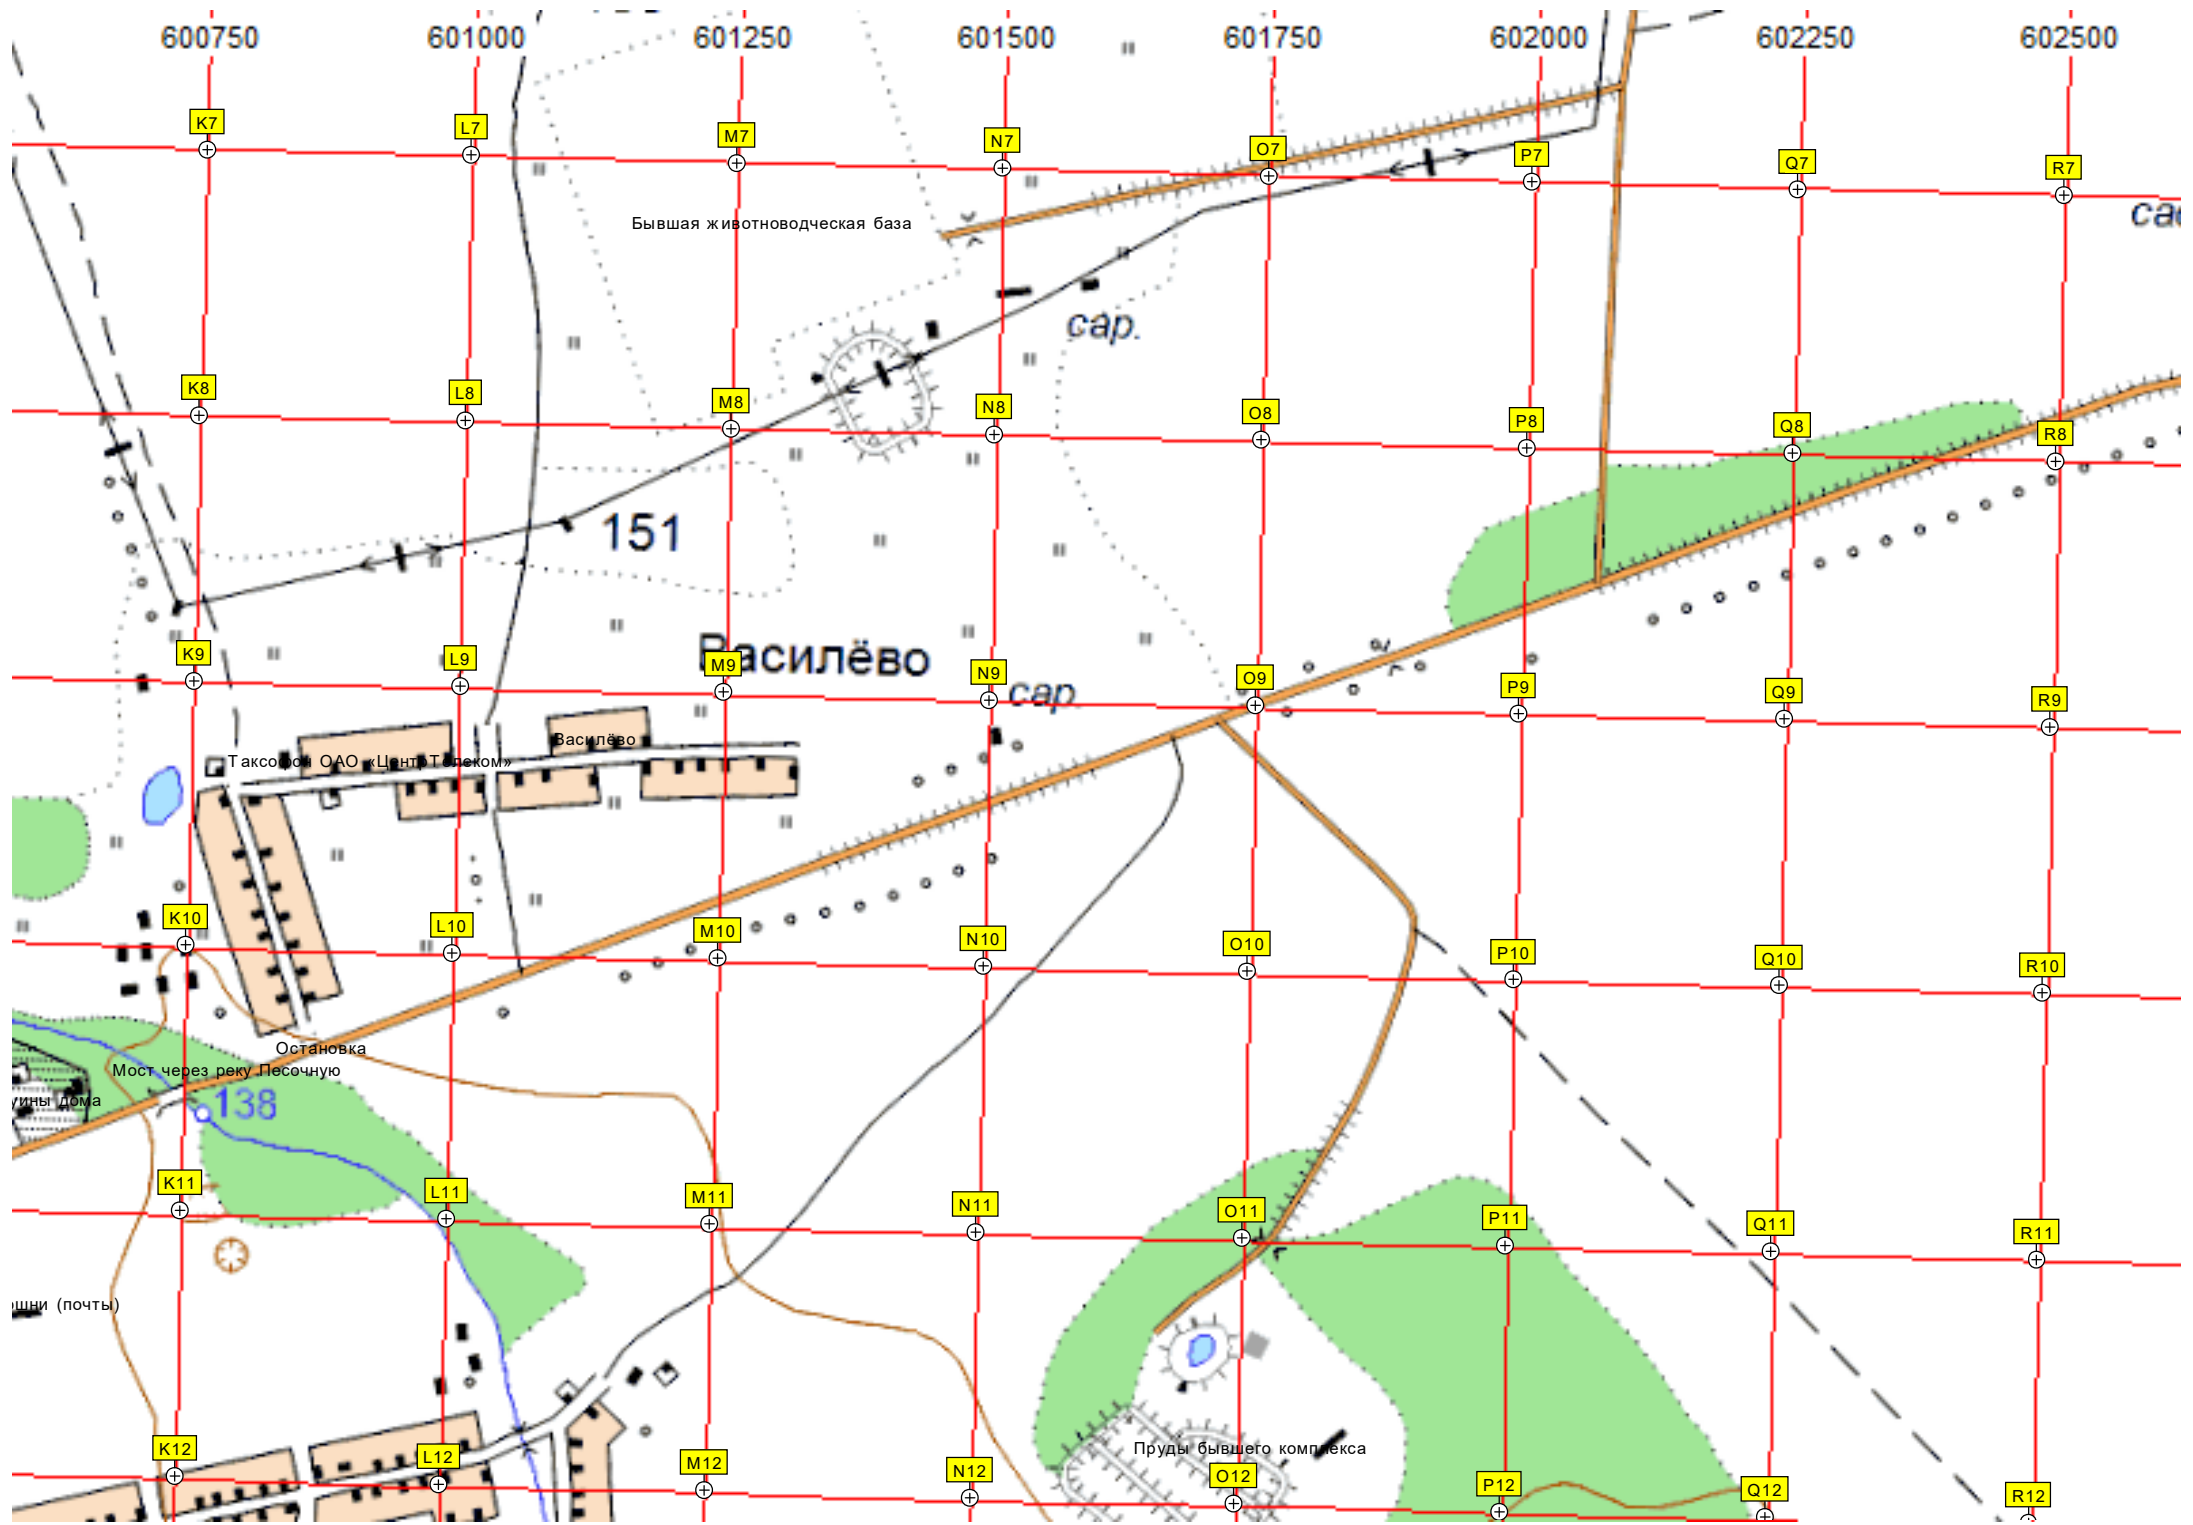 600750 601000 601250 601500 601750 602000 602250 602500
K7 L7 M7 N7 O7 P7 Q7 R7
Бывшая животноводческая база
сар.
K8 L8 M8 N8 O8 P8 Q8 R8
151
Василёво
K9 L9 M9 N9 O9 P9 Q9 R9
сар.
Василёво
Таксофон ОАО «ЦентрТелеком»
K10 L10 M10 N10 O10 P10 Q10 R10
Остановка
Мост через реку Песочную
138
дома
K11 L11 M11 N11 O11 P11 Q11 R11
(почты)
Пруды бывшего комплекса
K12 L12 M12 N12 O12 P12 Q12 R12